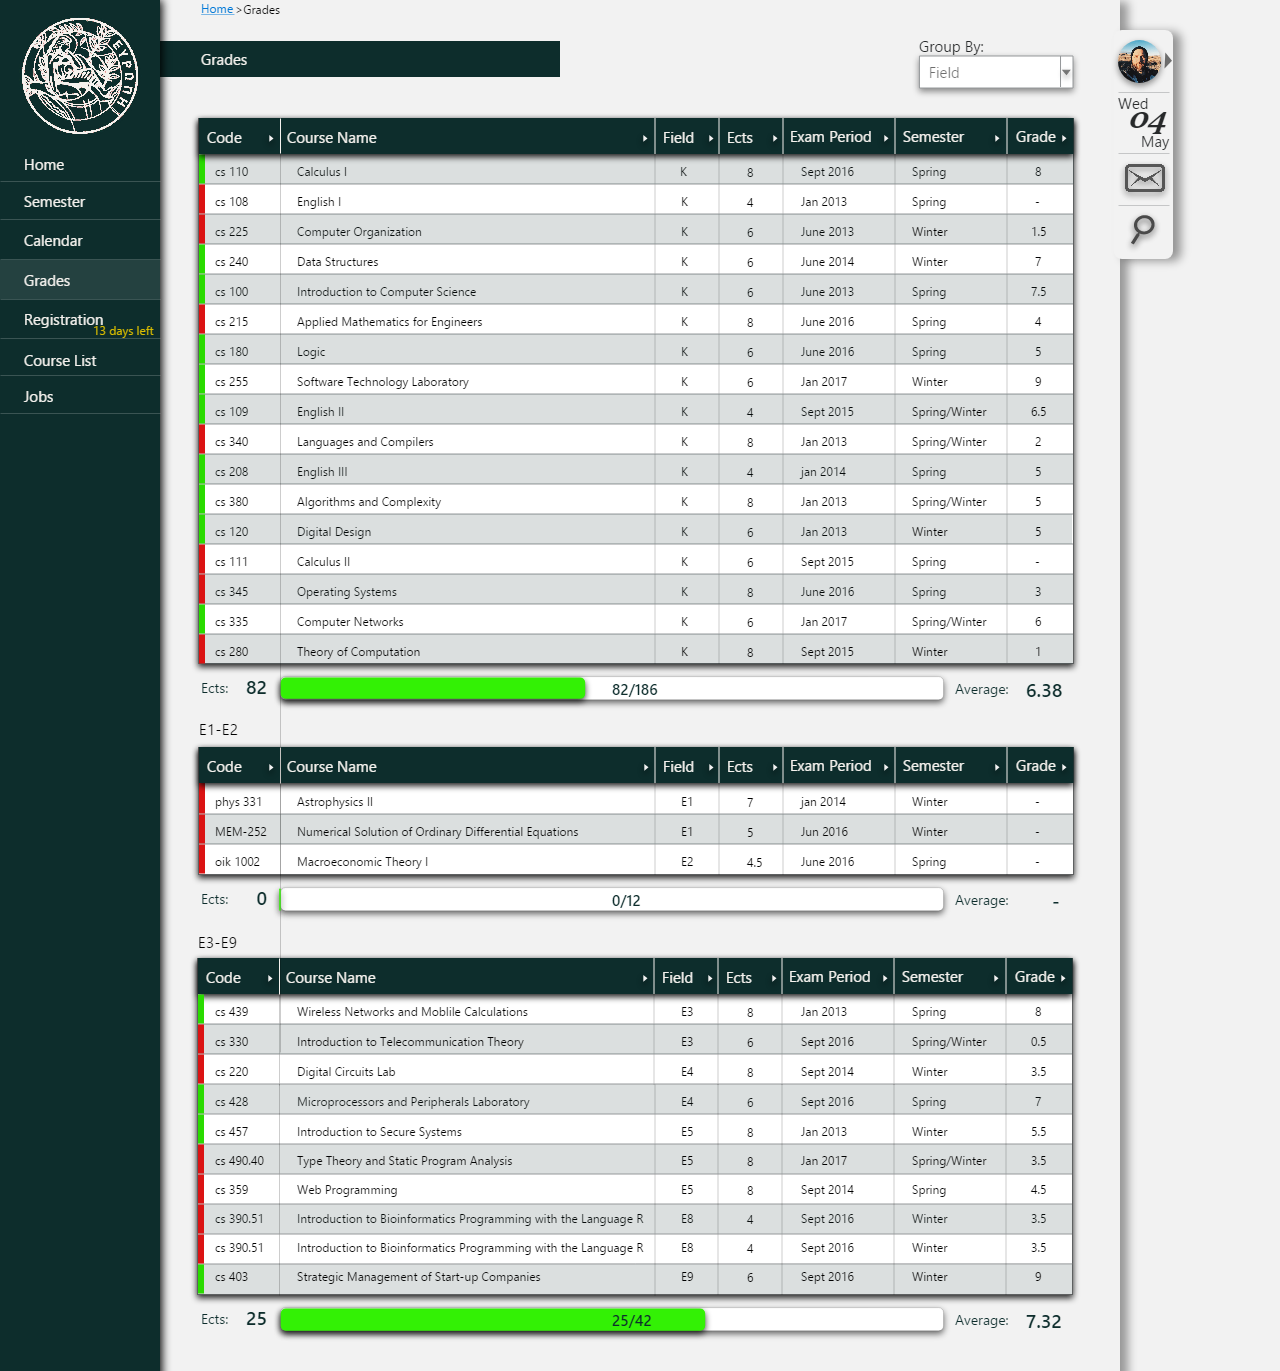 Home >Grades
ΕΥΡΩΠΗ
Grades
Group By:
Field
Wed
04
May
Home
Semester
Calendar
Grades
Registration
13 days left
Course List
Jobs
Code Course Name Field Ects Exam Period Semester Grade
cs 110 Calculus I K 8 Sept 2016 Spring 8
cs 108 English I K 4 Jan 2013 Spring -
cs 225 Computer Organization K 6 June 2013 Winter 1.5
cs 240 Data Structures K 6 June 2014 Winter 7
cs 100 Introduction to Computer Science K 6 June 2013 Spring 7.5
cs 215 Applied Mathematics for Engineers K 8 June 2016 Spring 4
cs 180 Logic K 6 June 2016 Spring 5
cs 255 Software Technology Laboratory K 6 Jan 2017 Winter 9
cs 109 English II K 4 Sept 2015 Spring/Winter 6.5
cs 340 Languages and Compilers K 8 Jan 2013 Spring/Winter 2
cs 208 English III K 4 jan 2014 Spring 5
cs 380 Algorithms and Complexity K 8 Jan 2013 Spring/Winter 5
cs 120 Digital Design K 6 Jan 2013 Winter 5
cs 111 Calculus II K 6 Sept 2015 Spring -
cs 345 Operating Systems K 8 June 2016 Spring 3
cs 335 Computer Networks K 6 Jan 2017 Spring/Winter 6
cs 280 Theory of Computation K 8 Sept 2015 Winter 1
Ects: 82 82/186 Average: 6.38
E1-E2
Code Course Name Field Ects Exam Period Semester Grade
phys 331 Astrophysics II E1 7 jan 2014 Winter -
MEM-252 Numerical Solution of Ordinary Differential Equations E1 5 Jun 2016 Winter -
oik 1002 Macroeconomic Theory I E2 4.5 June 2016 Spring -
Ects: 0 0/12 Average: -
E3-E9
Code Course Name Field Ects Exam Period Semester Grade
cs 439 Wireless Networks and Moblile Calculations E3 8 Jan 2013 Spring 8
cs 330 Introduction to Telecommunication Theory E3 6 Sept 2016 Spring/Winter 0.5
cs 220 Digital Circuits Lab E4 8 Sept 2014 Winter 3.5
cs 428 Microprocessors and Peripherals Laboratory E4 6 Sept 2016 Spring 7
cs 457 Introduction to Secure Systems E5 8 Jan 2013 Winter 5.5
cs 490.40 Type Theory and Static Program Analysis E5 8 Jan 2017 Spring/Winter 3.5
cs 359 Web Programming E5 8 Sept 2014 Spring 4.5
cs 390.51 Introduction to Bioinformatics Programming with the Language R E8 4 Sept 2016 Winter 3.5
cs 390.51 Introduction to Bioinformatics Programming with the Language R E8 4 Sept 2016 Winter 3.5
cs 403 Strategic Management of Start-up Companies E9 6 Sept 2016 Winter 9
Ects: 25 25/42 Average: 7.32